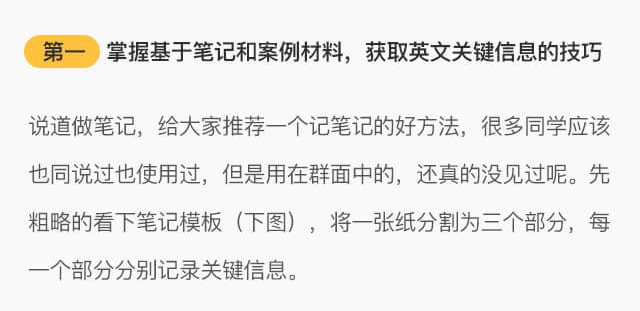 第一 掌握基于笔记和案例材料，获取英文关键信息的技巧
说道做笔记，给大家推荐一个记笔记的好方法，很多同学应该
也同说过也使用过，但是用在群面中的，还真的没见过呢。先
粗略的看下笔记模板（下图），将一张纸分割为三个部分，每
一个部分分别记录关键信息。